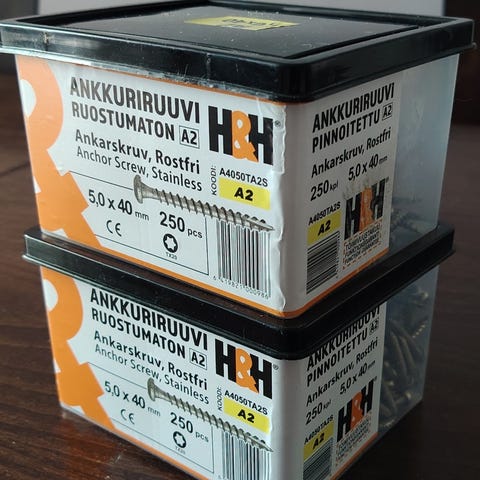 ANKKURIRUUVI
RUOSTUMATON A2
Ankarskruv, Rostfri
Anchor Screw, Stainless
5,0 x 40 mm
250 pcs
CE
TX20
H&H®
KOODI:
A4050TA2S
A2
ANKKURIRUUVI
PINNOITETTU A2
Ankarskruv, Rostfri
250 kpl 5,0 x 40 mm
A4050TA2S
A2
H&H
ANKKURIRUUVI
RUOSTUMATON A2
Ankarskruv, Rostfri
Anchor Screw, Stainless
5,0 x 40 mm
250 pcs
CE
TX20
H&H®
KOODI:
A4050TA2S
A2
ANKKURIRUUVI
PINNOITETTU A2
Ankarskruv, Rostfri
250 kpl 5,0 x 40 mm
A4050TA2S
A2
H&H